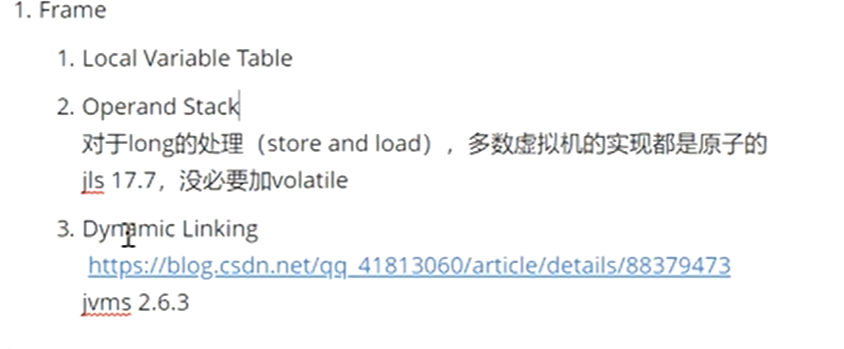 1. Frame
1. Local Variable Table
2. Operand Stack
对于long的处理（store and load），多数虚拟机的实现都是原子的
jls 17.7，没必要加volatile
3. Dynamic Linking
https://blog.csdn.net/qq_41813060/article/details/88379473
jvms 2.6.3